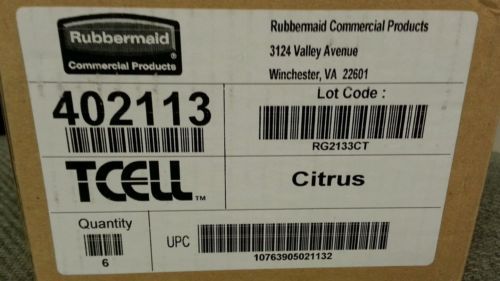 Rubbermaid
Commercial Products
Rubbermaid Commercial Products
3124 Valley Avenue
Winchester, VA 22601
402113
Lot Code :
RG2133CT
TCELL™
Citrus
Quantity
6
UPC
10763905021132